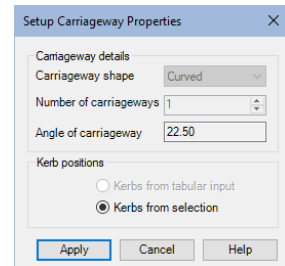 Setup Carriageway Properties
Carriageway details
Carriageway shape Curved
Number of carriageways 1
Angle of carriageway 22.50
Kerb positions
Kerbs from tabular input
Kerbs from selection
Apply Cancel Help